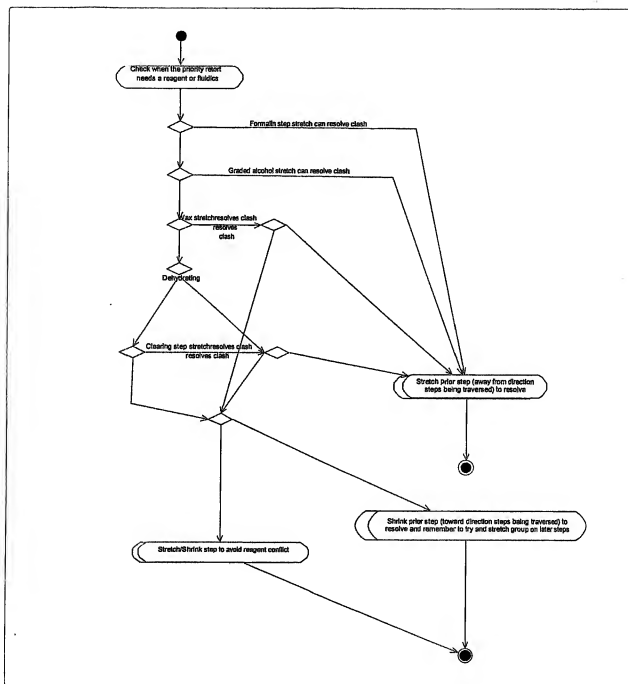 Check when the priority retort
needs a reagent or fluidics
Formalin step stretch can resolve clash
Graded alcohol stretch can resolve clash
ax stretchresolves clash
resolves
clash
Dehydrating
Clearing step stretchresolves clash
resolves clash
Stretch prior step (away from direction
steps being traversed) to resolve
Shrink prior step (toward direction steps being traversed) to
resolve and remember to try and stretch group on later steps
Stretch/Shrink step to avoid reagent conflict